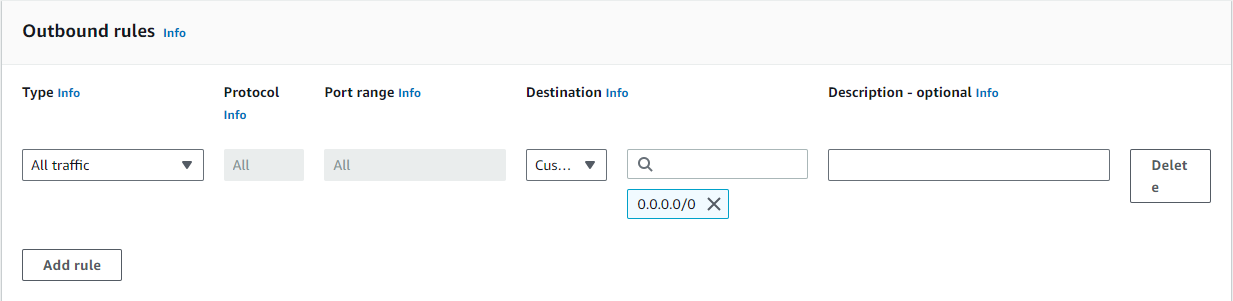 Outbound rules Info
Type Info Protocol Info Port range Info Destination Info Description - optional Info
All traffic All All Cus... Delete
0.0.0.0/0
Add rule